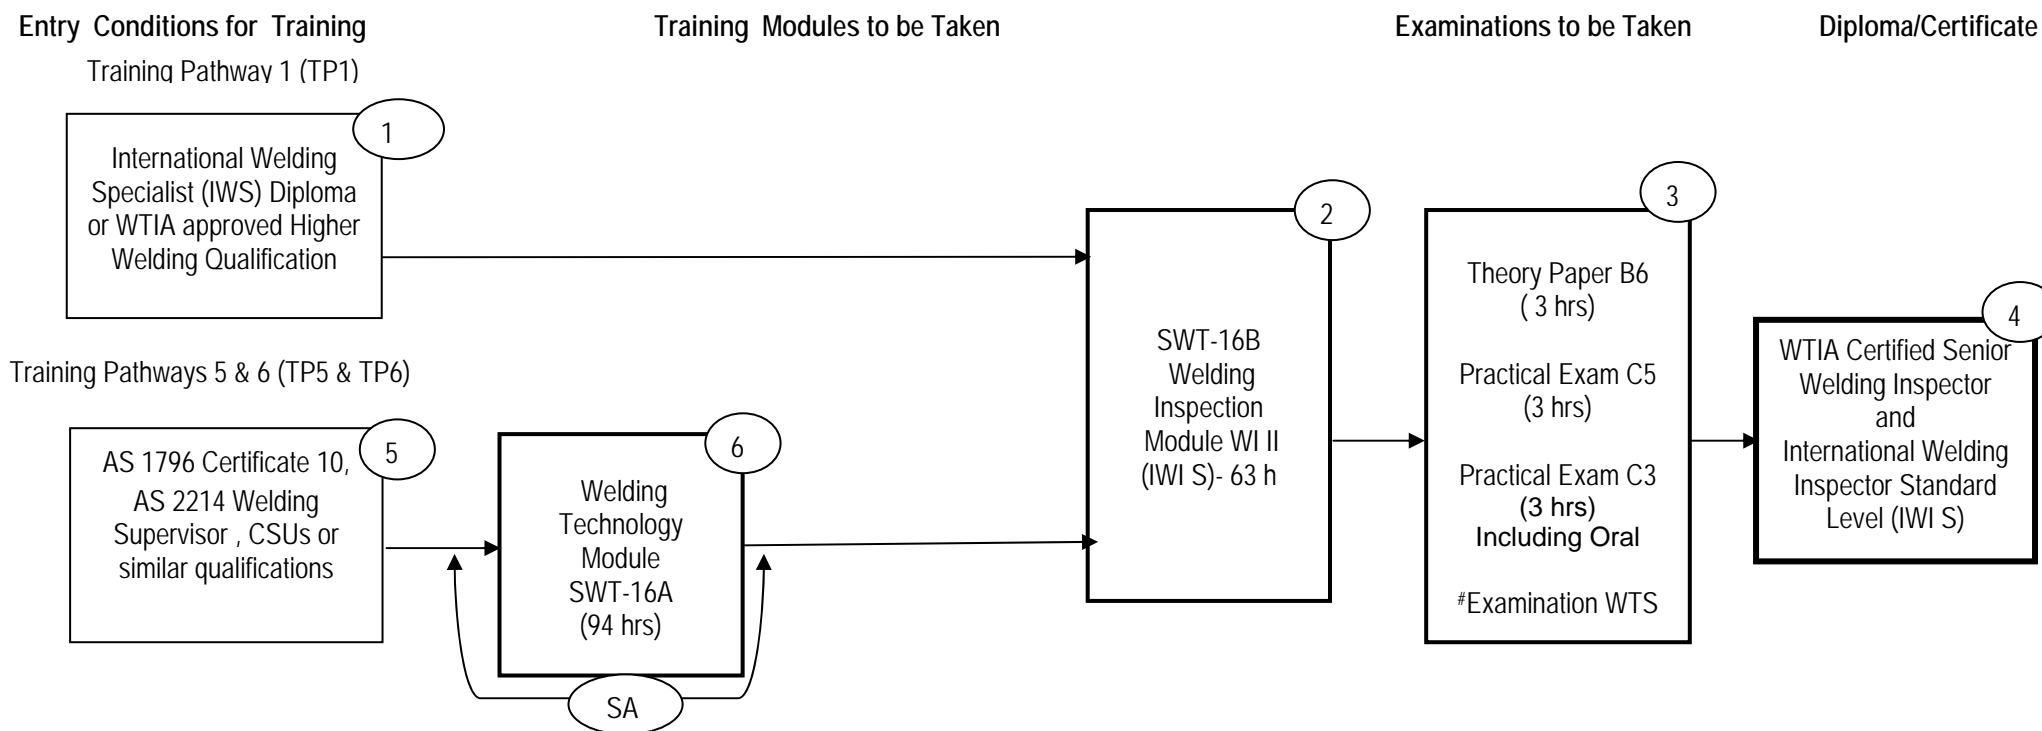 Entry Conditions for Training
Training Modules to be Taken
Examinations to be Taken
Diploma/Certificate
Training Pathway 1 (TP1)
1
International Welding
Specialist (IWS) Diploma
or WTIA approved Higher
Welding Qualification
2
SWT-16B
Welding
Inspection
Module WI II
(IWI S)- 63 h
3
Theory Paper B6
( 3 hrs)
Practical Exam C5
(3 hrs)
Practical Exam C3
(3 hrs)
Including Oral
#Examination WTS
4
WTIA Certified Senior
Welding Inspector
and
International Welding
Inspector Standard
Level (IWI S)
Training Pathways 5 & 6 (TP5 & TP6)
5
AS 1796 Certificate 10,
AS 2214 Welding
Supervisor , CSUs or
similar qualifications
6
Welding
Technology
Module
SWT-16A
(94 hrs)
SA